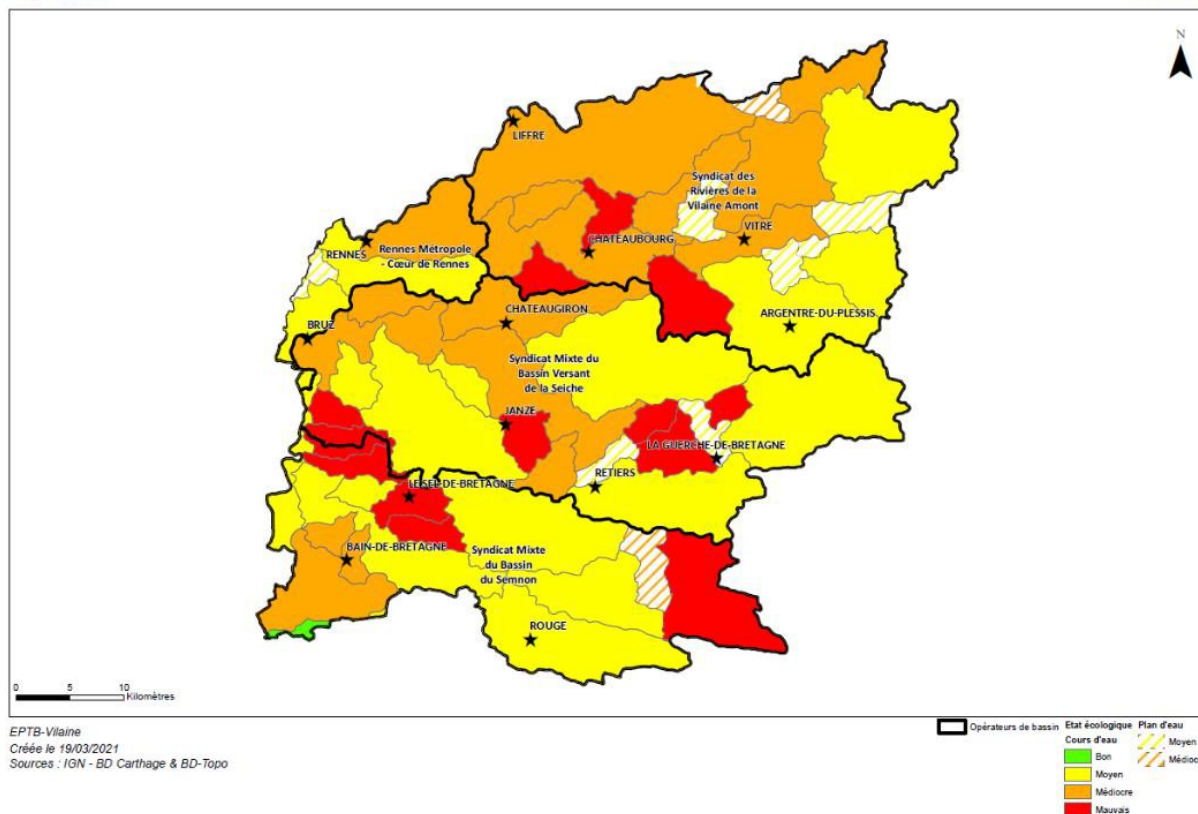 N
LIFFRE
Syndicat des
Rivières de la
Vilaine Amont
VITRE
CHATEAUBOURG
RENNES
Rennes Métropole
- Cœur de Rennes
CHATEAUGIRON
ARGENTRE-DU-PLESSIS
BRUZ
Syndicat Mixte du
Bassin Versant
de la Seiche
JANZE
LA GUERCHE-DE-BRETAGNE
RETIERS
LE SEL-DE-BRETAGNE
BAIN-DE-BRETAGNE
Syndicat Mixte
du Bassin
du Semnon
ROUGE
0 5 10
Kilomètres
EPTB-Vilaine
Créée le 19/03/2021
Sources : IGN - BD Carthage & BD-Topo
Opérateurs de bassin
Etat écologique
Cours d'eau
Bon
Moyen
Médiocre
Mauvais
Plan d'eau
Moyen
Médioc